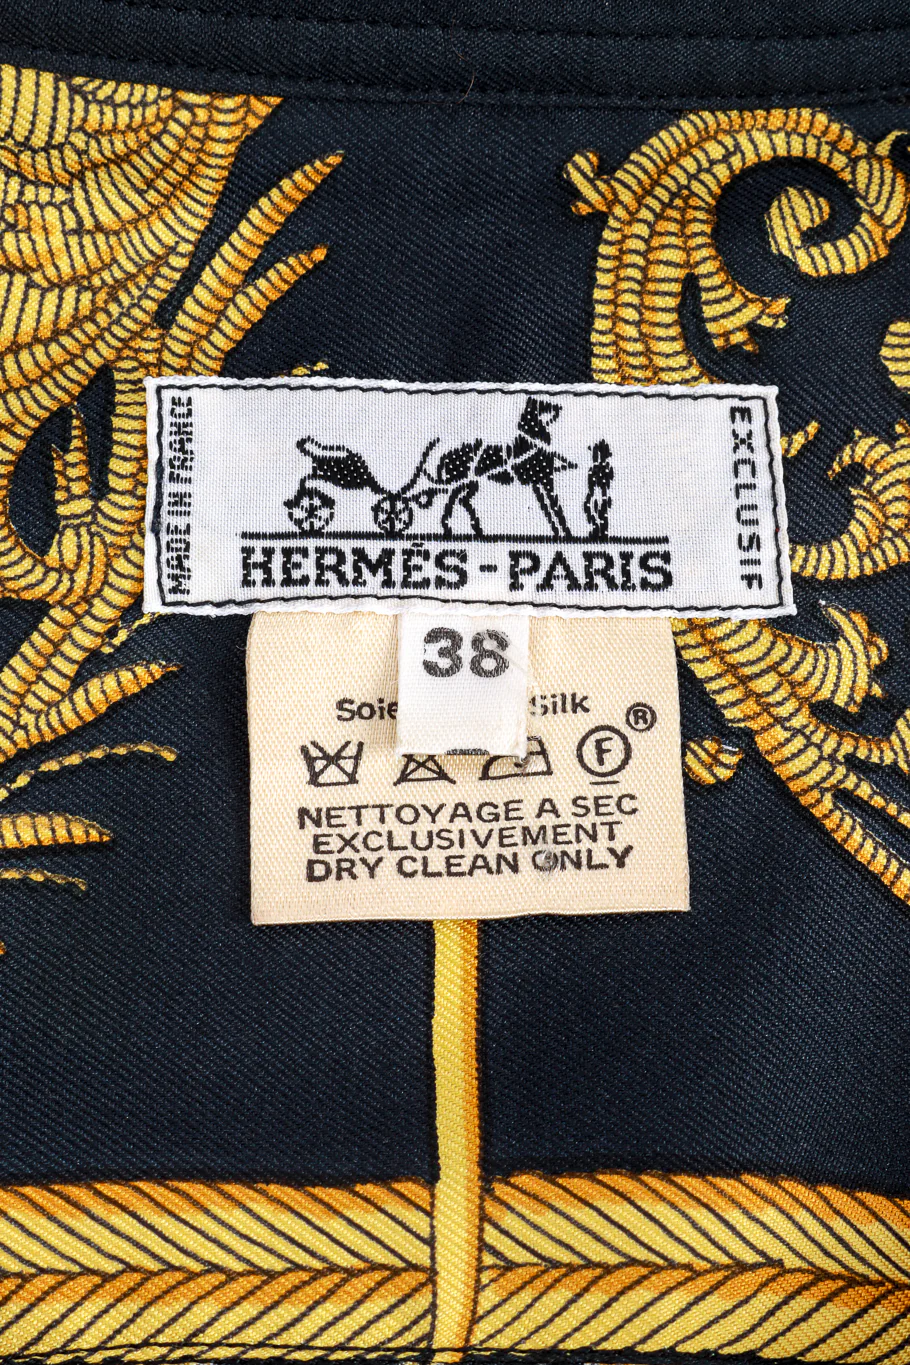 MADE IN FRANCE
EXCLUSIF
HERMÈS-PARIS
38
Soie Silk
F ®
NETTOYAGE A SEC
EXCLUSIVEMENT
DRY CLEAN ONLY